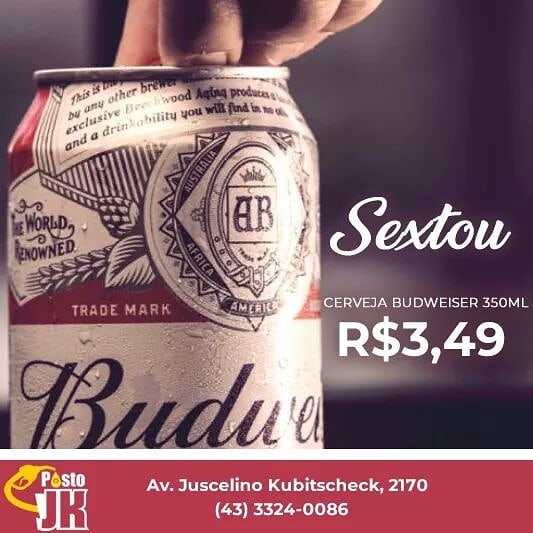 This is the
by any other brewer
exclusive Beechwood Aging produces a
and a drinkability you will find in no
THE WORLD
RENOWNED
AUSTRALIA
AFRICA
AMERICA
AB
TRADE MARK
Budwei
Sextou
CERVEJA BUDWEISER 350ML
R$3,49
Posto
JK
Av. Juscelino Kubitscheck, 2170
(43) 3324-0086